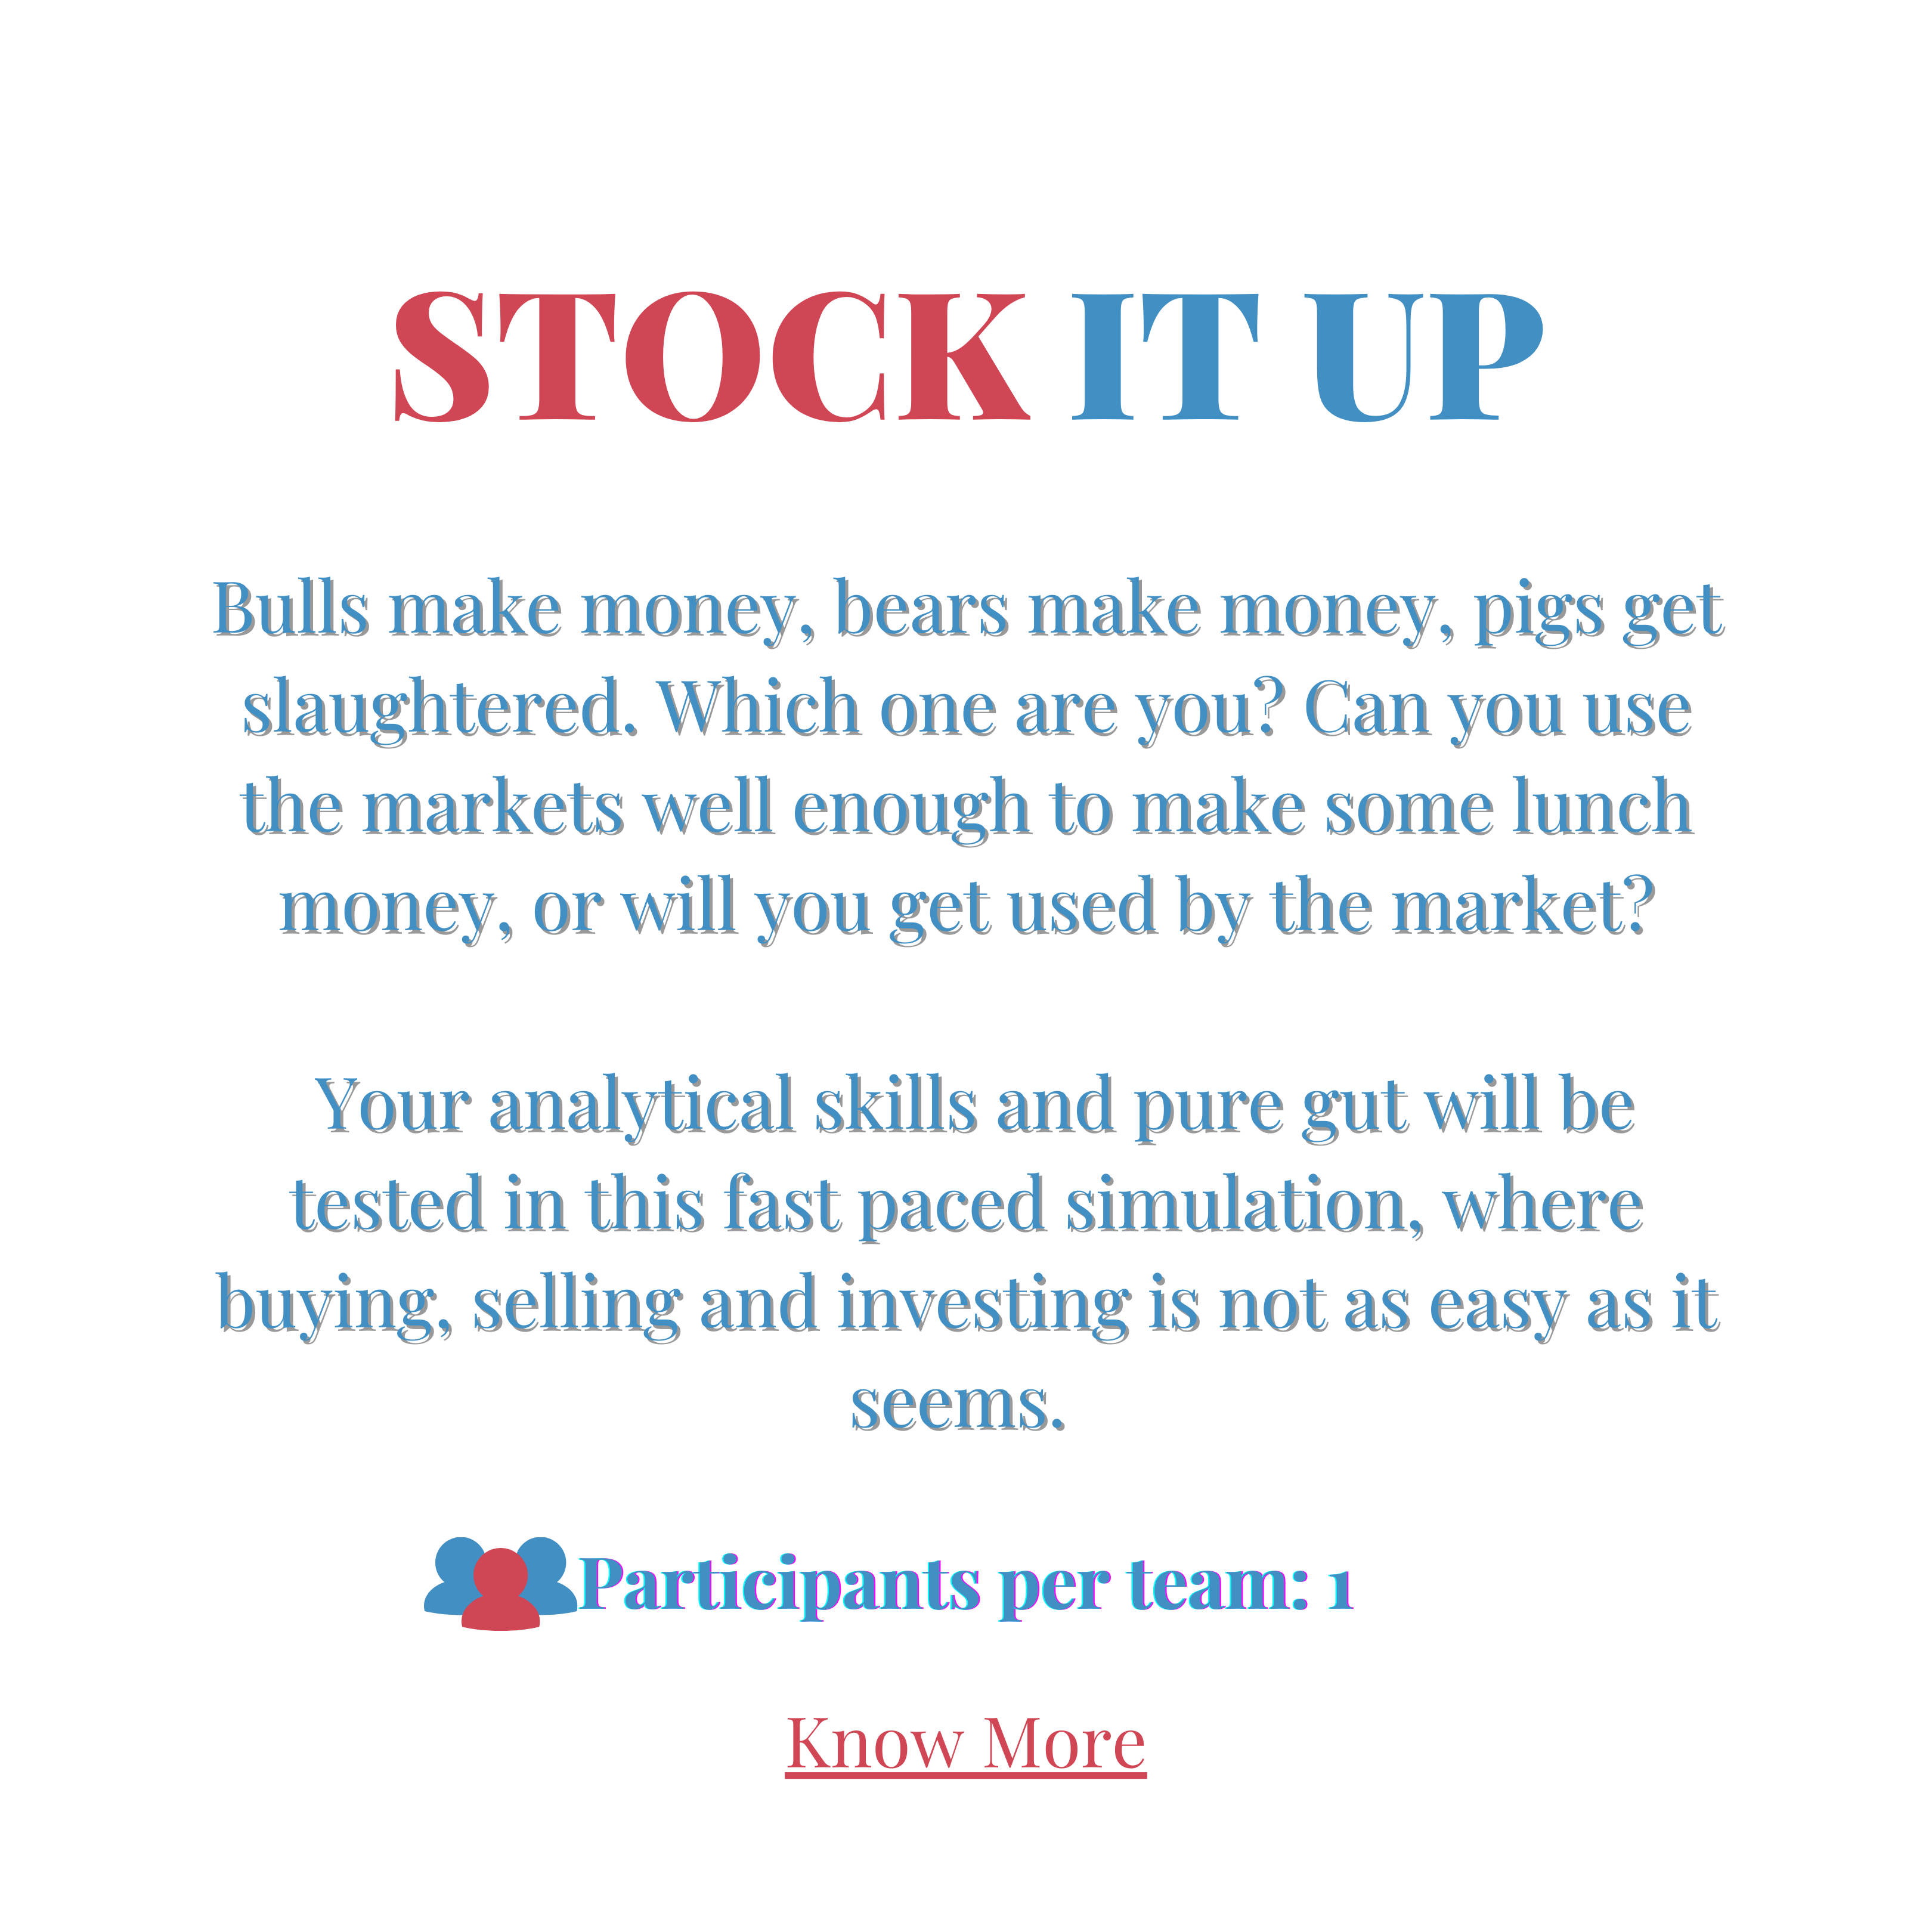 STOCK IT UP
Bulls make money, bears make money, pigs get
slaughtered. Which one are you? Can you use
the markets well enough to make some lunch
money, or will you get used by the market?
Your analytical skills and pure gut will be
tested in this fast paced simulation, where
buying, selling and investing is not as easy as it
seems.
Participants per team: 1
Know More